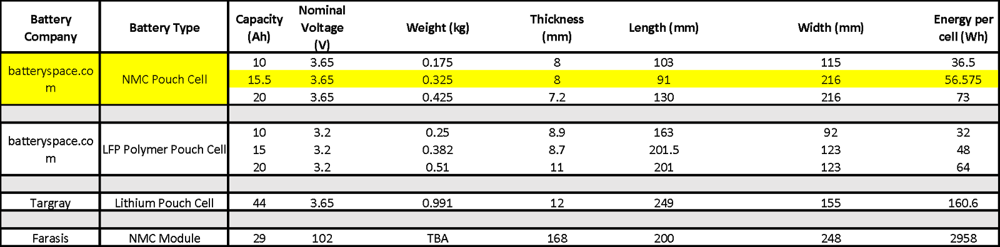 Battery Company Battery Type Capacity (Ah) Nominal Voltage (V) Weight (kg) Thickness (mm) Length (mm) Width (mm) Energy per cell (Wh)
batteryspace.com NMC Pouch Cell
10 3.65 0.175 8 103 115 36.5
15.5 3.65 0.325 8 91 216 56.575
20 3.65 0.425 7.2 130 216 73
batteryspace.com LFP Polymer Pouch Cell
10 3.2 0.25 8.9 163 92 32
15 3.2 0.382 8.7 201.5 123 48
20 3.2 0.51 11 201 123 64
Targray Lithium Pouch Cell 44 3.65 0.991 12 249 155 160.6
Farasis NMC Module 29 102 TBA 168 200 248 2958